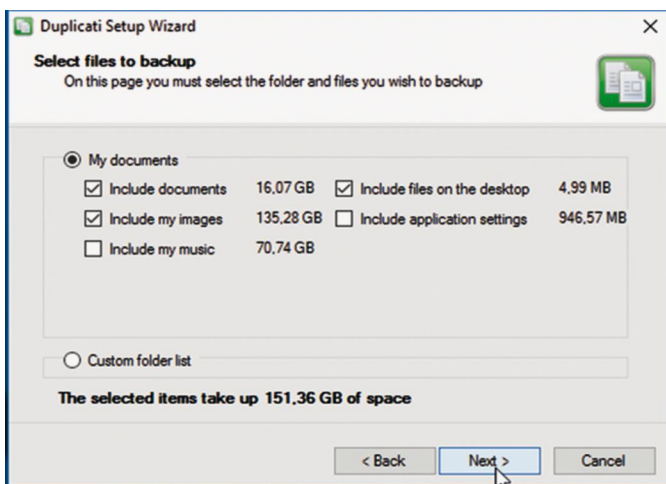 Duplicati Setup Wizard
Select files to backup
On this page you must select the folder and files you wish to backup
My documents
Include documents 16,07 GB Include files on the desktop 4,99 MB
Include my images 135,28 GB Include application settings 946,57 MB
Include my music 70,74 GB
Custom folder list
The selected items take up 151,36 GB of space
< Back Next > Cancel